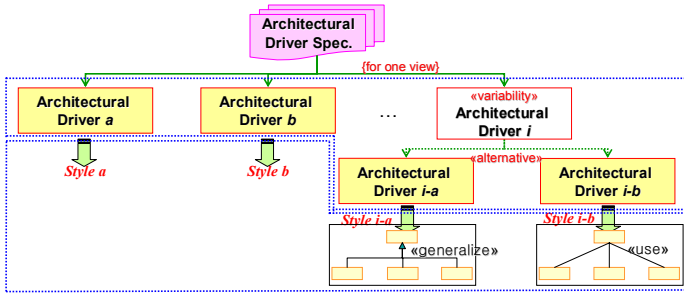 Architectural
Driver Spec.
{for one view}
Architectural
Driver a
Architectural
Driver b
...
«variability»
Architectural
Driver i
Style a
Style b
«alternative»
Architectural
Driver i-a
Architectural
Driver i-b
Style i-a
Style i-b
«generalize»
«use»